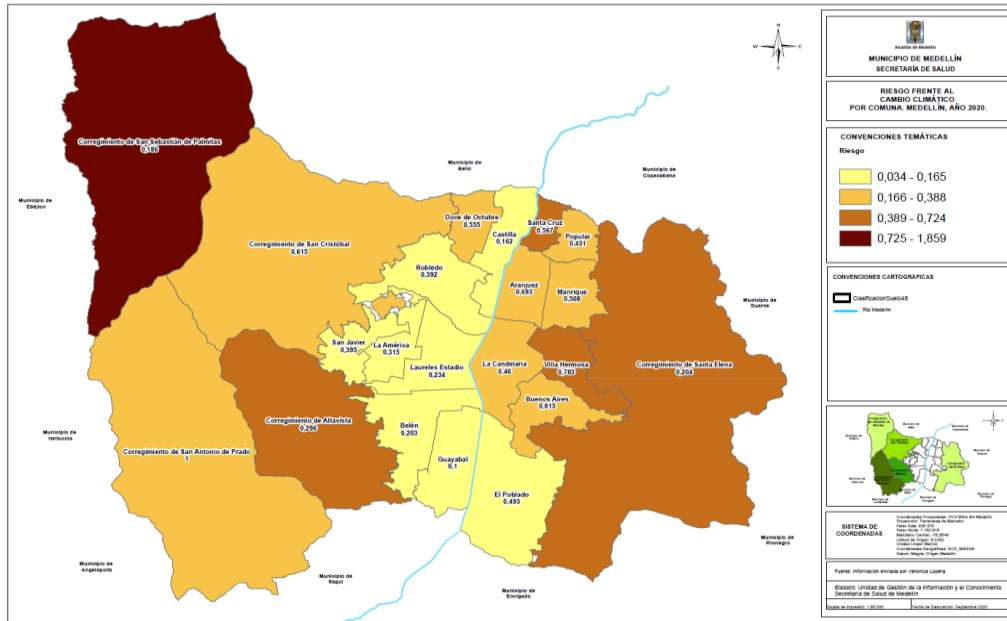 Corregimiento de San Sebastián de Palmitas
0,186
Municipio de
Ebéjico
Corregimiento de San Cristóbal
0,615
Municipio de
Bello
Municipio de
Copacabana
Doce de Octubre
0,555
Castilla
0,162
Santa Cruz
0,567
Popular
0,451
Robledo
0,392
Aranjuez
0,693
Manrique
0,508
Municipio de
Guarne
San Javier
0,395
La América
0,315
Laureles Estadio
0,234
La Candelaria
0,46
Villa Hermosa
0,783
Corregimiento de Santa Elena
0,204
Buenos Aires
0,815
Corregimiento de Altavista
0,296
Belén
0,203
Municipio de
Heliconia
Corregimiento de San Antonio de Prado
1
Guayabal
0,1
El Poblado
0,493
Municipio de
Rionegro
Municipio de
Angelópolis
Municipio de
Itagui
Municipio de
Envigado
N
W
E
S
Alcaldía de Medellín
MUNICIPIO DE MEDELLÍN
SECRETARÍA DE SALUD
RIESGO FRENTE AL
CAMBIO CLIMÁTICO
POR COMUNA. MEDELLÍN, AÑO 2020.
CONVENCIONES TEMÁTICAS
Riesgo
0,034 - 0,165
0,166 - 0,388
0,389 - 0,724
0,725 - 1,859
CONVENCIONES CARTOGRÁFICAS
ClasificacionSuelo48
Rio Medellín
SISTEMA DE
COORDENADAS
Fuente: Información enviada por Veronica Lopera
Elaboró: Unidad de Gestión de la Información y el Conocimiento
Secretaría de Salud de Medellín
Fecha de Elaboración: Septiembre 2020